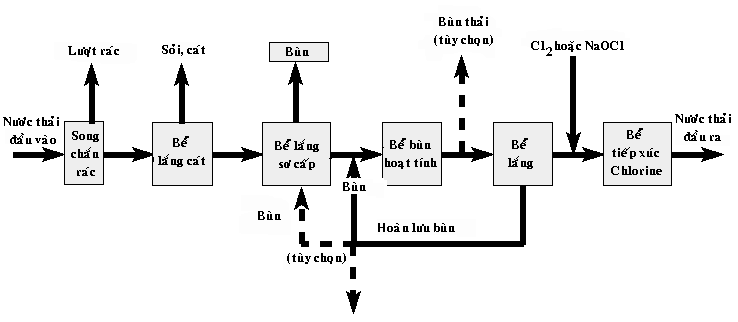 Lượt rác
Sỏi, cát
Bùn
Bùn thải
(tùy chọn)
Cl2 hoặc NaOCl
Nước thải
đầu vào
Song
chắn
rác
Bể
lắng cát
Bể lắng
sơ cấp
Bể bùn
hoạt tính
Bể
lắng
Bể
tiếp xúc
Chlorine
Nước thải
đầu ra
Bùn
Bùn
Hoàn lưu bùn
(tùy chọn)